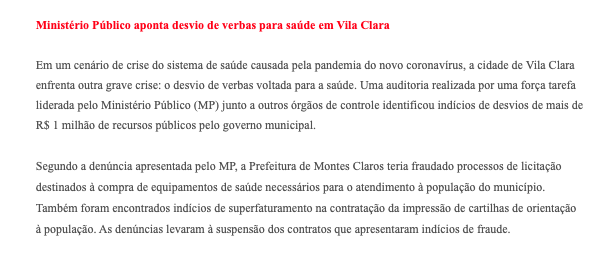 Ministério Público aponta desvio de verbas para saúde em Vila Clara
Em um cenário de crise do sistema de saúde causada pela pandemia do novo coronavírus, a cidade de Vila Clara
enfrenta outra grave crise: o desvio de verbas voltada para a saúde. Uma auditoria realizada por uma força tarefa
liderada pelo Ministério Público (MP) junto a outros órgãos de controle identificou indícios de desvios de mais de
R$ 1 milhão de recursos públicos pelo governo municipal.
Segundo a denúncia apresentada pelo MP, a Prefeitura de Montes Claros teria fraudado processos de licitação
destinados à compra de equipamentos de saúde necessários para o atendimento à população do município.
Também foram encontrados indícios de superfaturamento na contratação da impressão de cartilhas de orientação
à população. As denúncias levaram à suspensão dos contratos que apresentaram indícios de fraude.